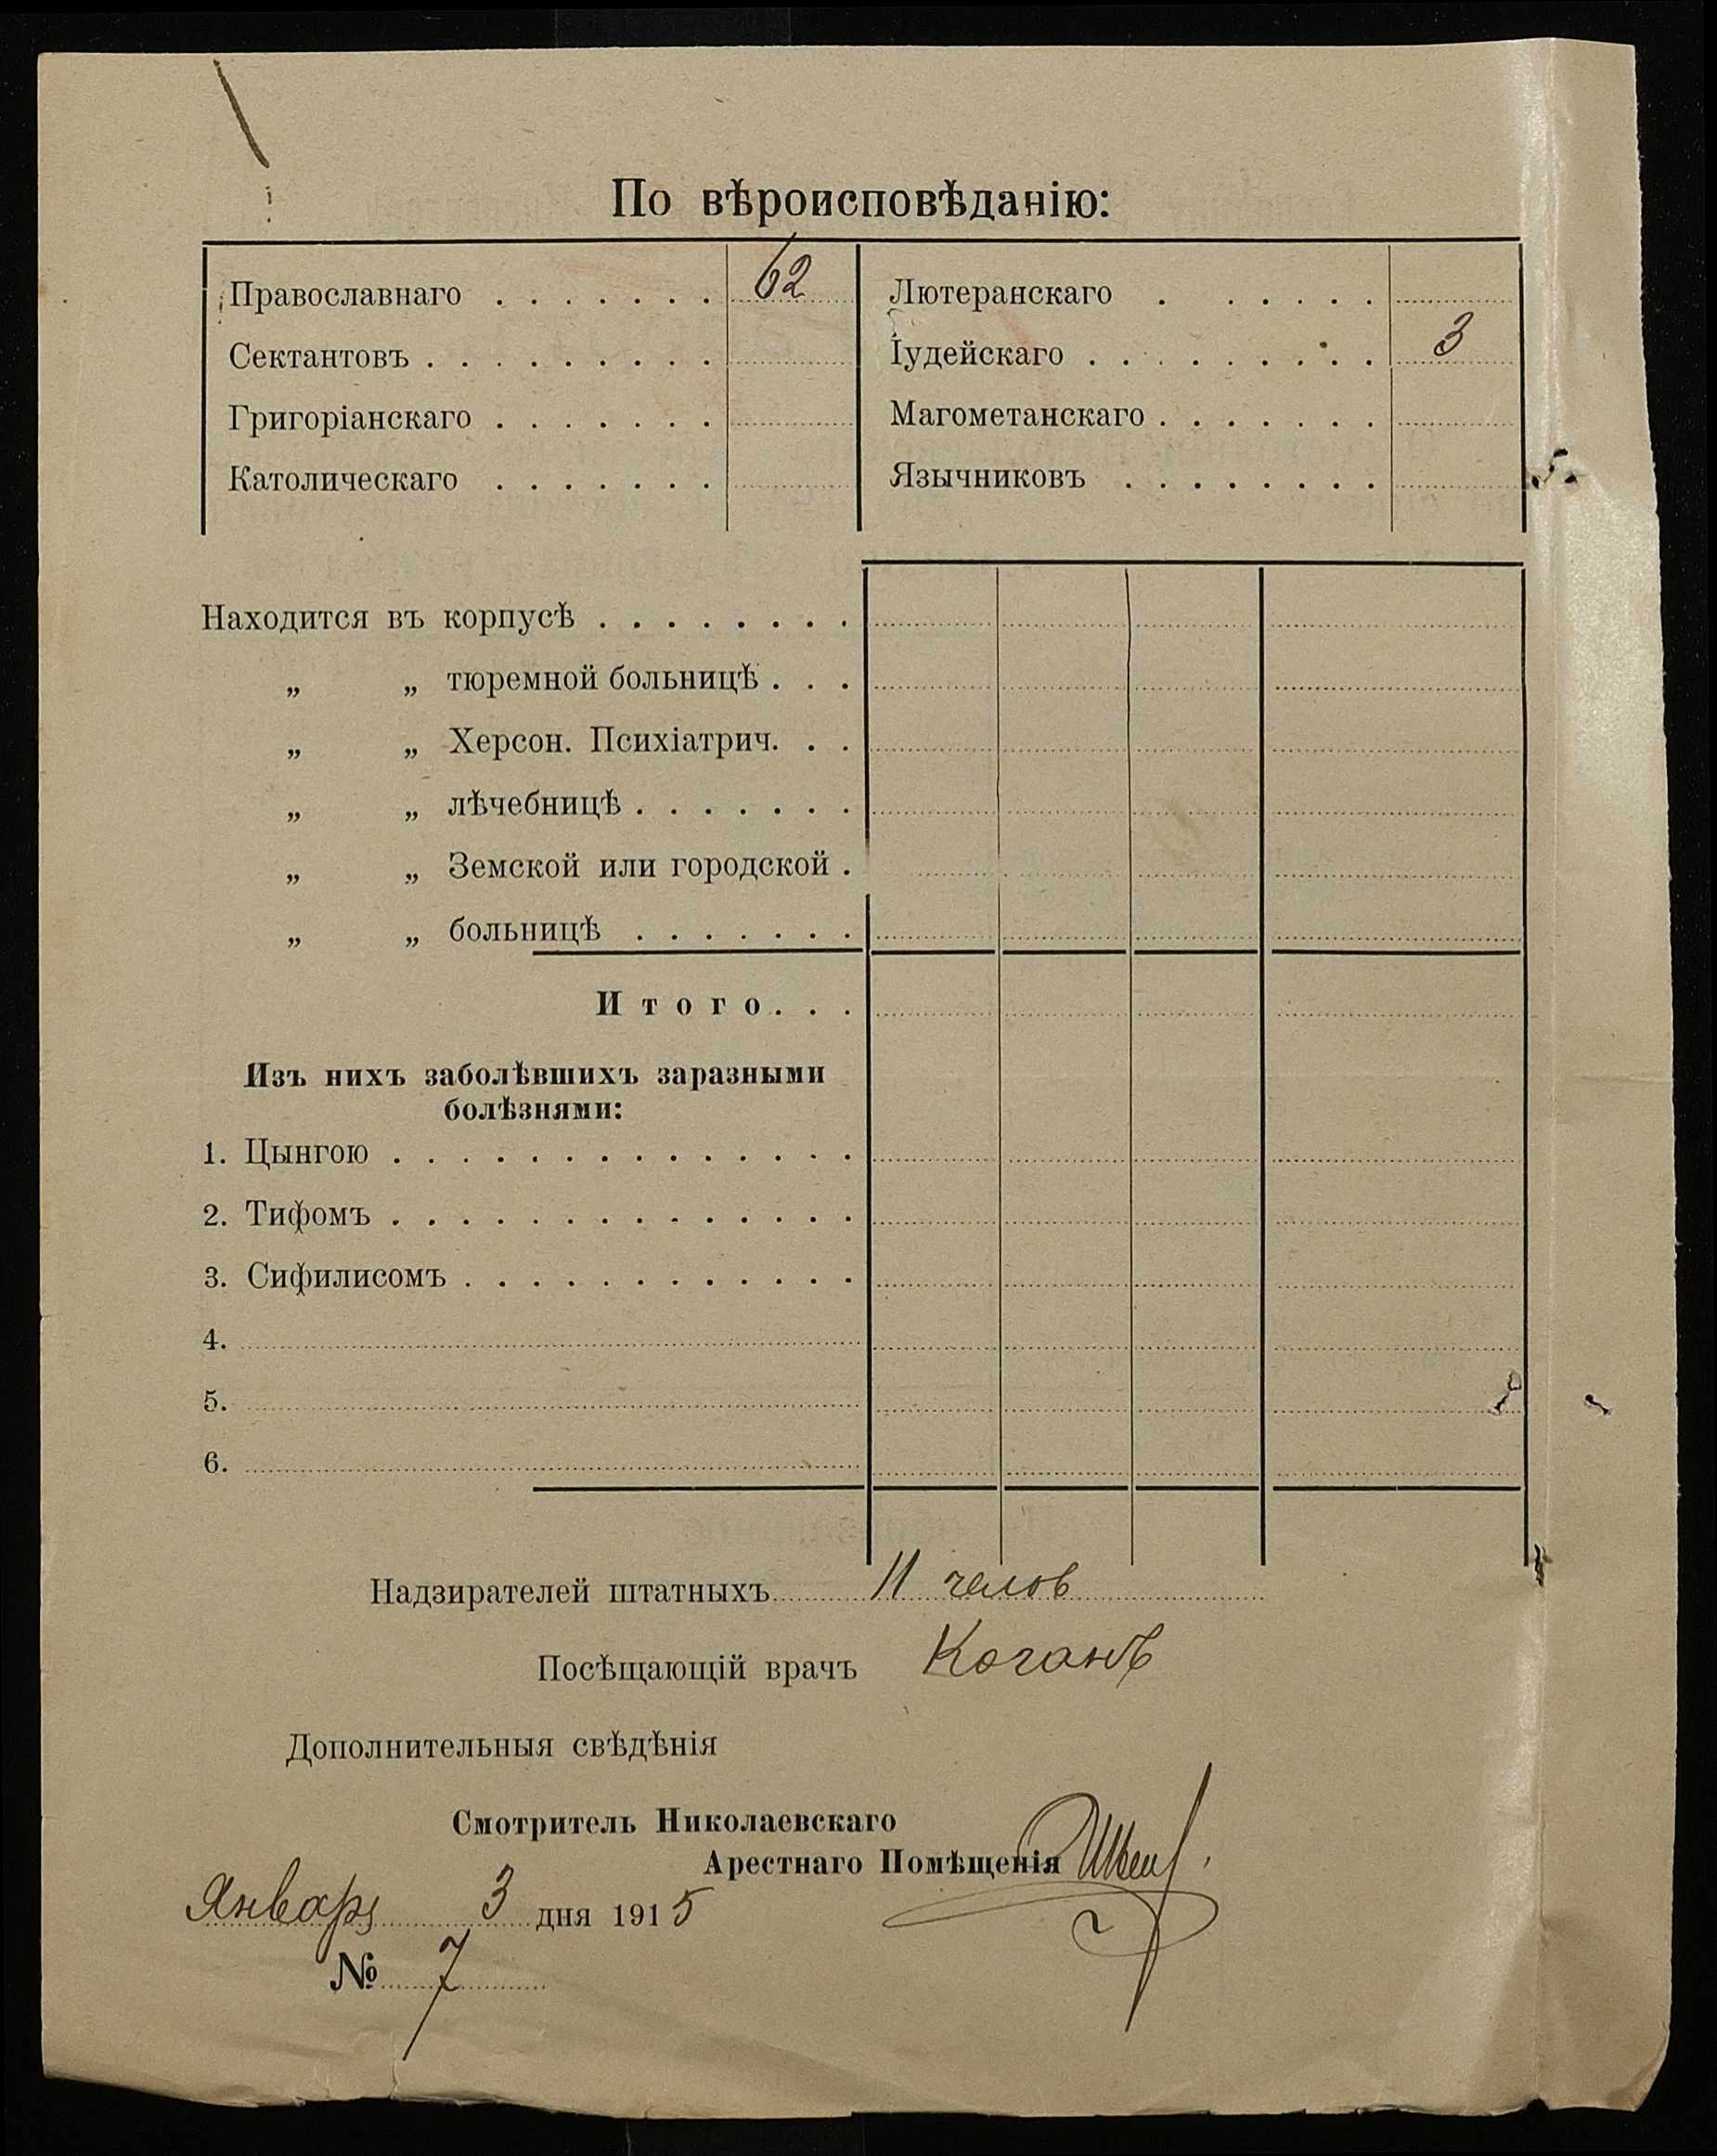 По вѣроисповѣданію:
Православнаго . . . . . . . 62
Сектантовъ . . . . . . . . .
Григоріанскаго . . . . . . .
Католическаго . . . . . . .
Лютеранскаго . . . . . .
Іудейскаго . . . . . . . . . 3
Магометанскаго . . . . . . .
Язычниковъ . . . . . . . .
Находится въ корпусѣ . . . . . . . .
„ „ тюремной больницѣ . . .
„ „ Херсон. Психіатрич. . .
„ „ лѣчебницѣ . . . . . . .
„ „ Земской или городской .
„ „ больницѣ . . . . . . .
Итого. . .
Изъ нихъ заболѣвшихъ заразными
болѣзнями:
1. Цынгою . . . . . . . . . . . . . .
2. Тифомъ . . . . . . . . . . . . . .
3. Сифилисомъ . . . . . . . . . . . .
4.
5.
6.
Надзирателей штатныхъ 11 челов
Посѣщающій врачъ Коганъ
Дополнительныя свѣдѣнія
Смотритель Николаевскаго
Арестнаго Помѣщенія
Января 3 дня 1915
№ 7